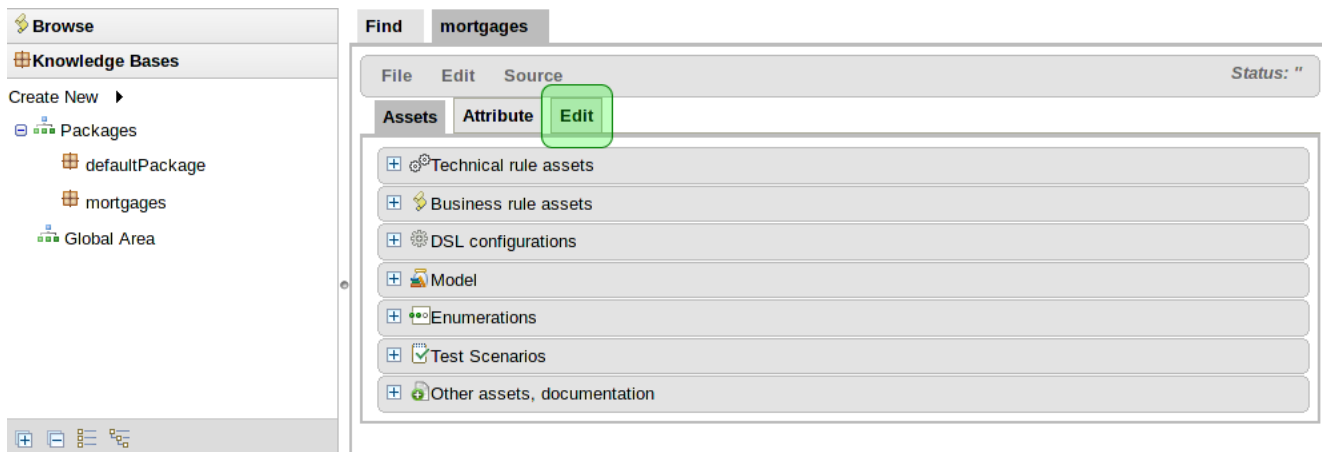 Browse
Knowledge Bases
Create New
Packages
defaultPackage
mortgages
Global Area
Find mortgages
File Edit Source Status: ''
Assets Attribute Edit
Technical rule assets
Business rule assets
DSL configurations
Model
Enumerations
Test Scenarios
Other assets, documentation